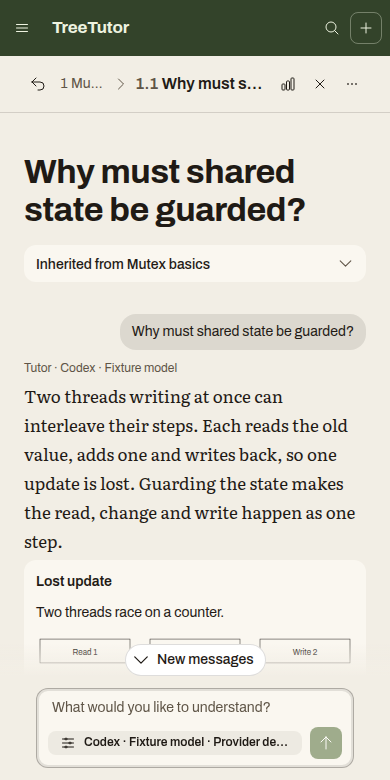 TreeTutor
1 Mu... 1.1 Why must s...
Why must shared
state be guarded?
Inherited from Mutex basics
Why must shared state be guarded?
Tutor · Codex · Fixture model
Two threads writing at once can
interleave their steps. Each reads the old
value, adds one and writes back, so one
update is lost. Guarding the state makes
the read, change and write happen as one
step.
Lost update
Two threads race on a counter.
Read 1
Write 2
New messages
What would you like to understand?
Codex · Fixture model · Provider de...